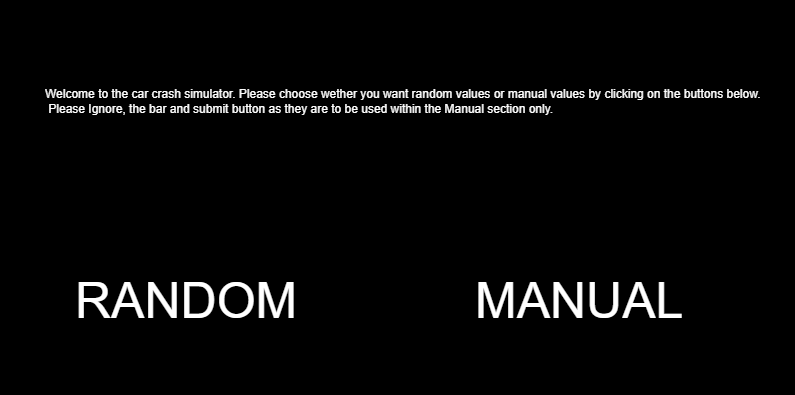 Welcome to the car crash simulator. Please choose wether you want random values or manual values by clicking on the buttons below.
Please Ignore, the bar and submit button as they are to be used within the Manual section only.
RANDOM MANUAL